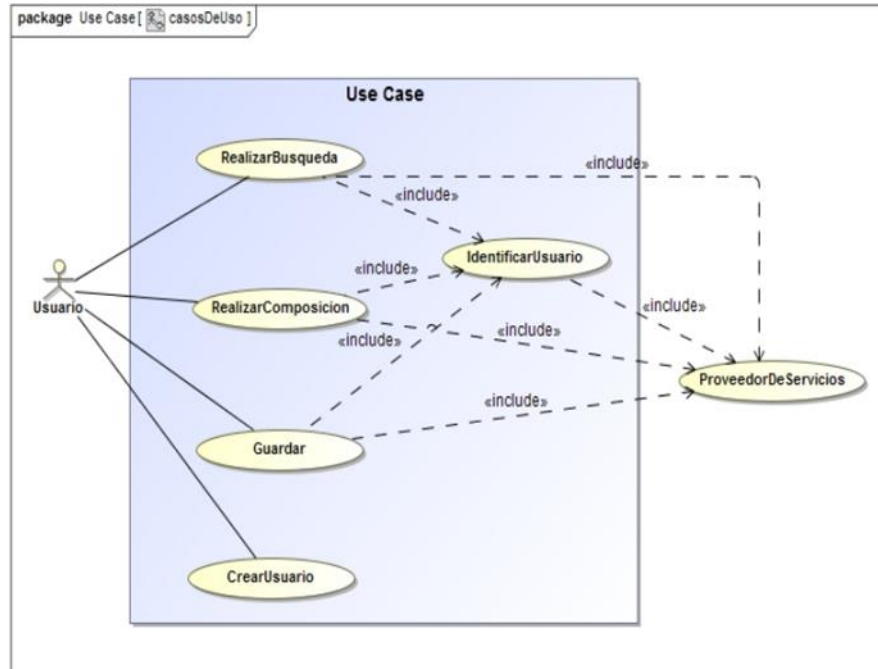 package Use Case [ casosDeUso ]
Use Case
RealizarBusqueda
«include»
«include»
IdentificarUsuario
«include»
Usuario
RealizarComposicion
«include»
«include»
«include»
ProveedorDeServicios
«include»
Guardar
CrearUsuario